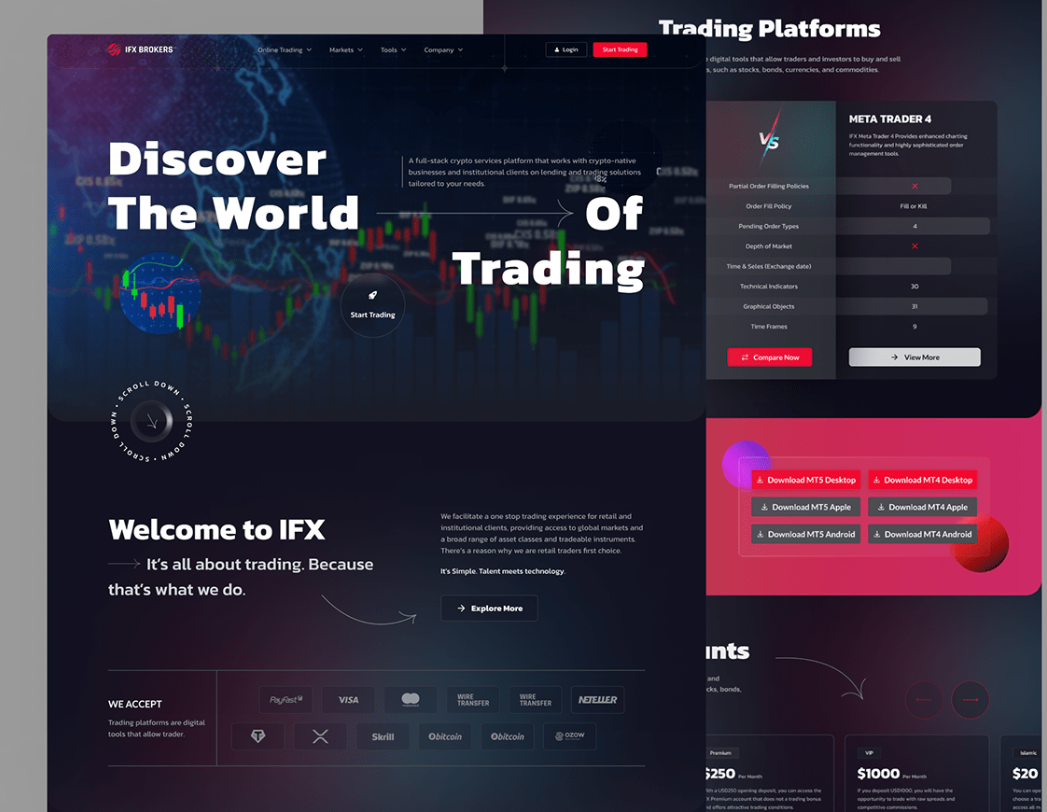 IFX BROKERS
Online Trading
Markets
Tools
Company
Login
Start Trading
Discover
The World
Of
Trading
A full-stack crypto services platform that works with crypto-native
businesses and institutional clients on lending and trading solutions
tailored to your needs.
Start Trading
SCROLL DOWN • SCROLL DOWN • SCROLL DOWN •
Welcome to IFX
It's all about trading. Because
that's what we do.
We facilitate a one stop trading experience for retail and
institutional clients, providing access to global markets and
a broad range of asset classes and tradeable instruments.
There's a reason why we are retail traders first choice.
It's Simple. Talent meets technology.
Explore More
WE ACCEPT
Trading platforms are digital
tools that allow trader.
PayFast
VISA
WIRE
TRANSFER
WIRE
TRANSFER
NETELLER
Skrill
bitcoin
bitcoin
OZOW
Trading Platforms
digital tools that allow traders and investors to buy and sell
such as stocks, bonds, currencies, and commodities.
VS
META TRADER 4
IFX Meta Trader 4 Provides enhanced charting
functionality and highly sophisticated order
management tools.
Partial Order Filling Policies
Order Fill Policy Fill or Kill
Pending Order Types 4
Depth of Market
Time & Seles (Exchange date)
Technical Indicators 30
Graphical Objects 31
Time Frames 9
Compare Now
View More
Download MT5 Desktop
Download MT4 Desktop
Download MT5 Apple
Download MT4 Apple
Download MT5 Android
Download MT4 Android
unts
and
cks, bonds,
Premium
$250 Per Month
th a USD250 opening deposit, you can access the
X Premium account that does not a trading bonus
d offers attractive trading conditions.
VIP
$1000 Per Month
If you deposit USD1000, you will have the
opportunity to trade with raw spreads and
competitive commissions.
Islamic
$20
You can ope
choose a tra